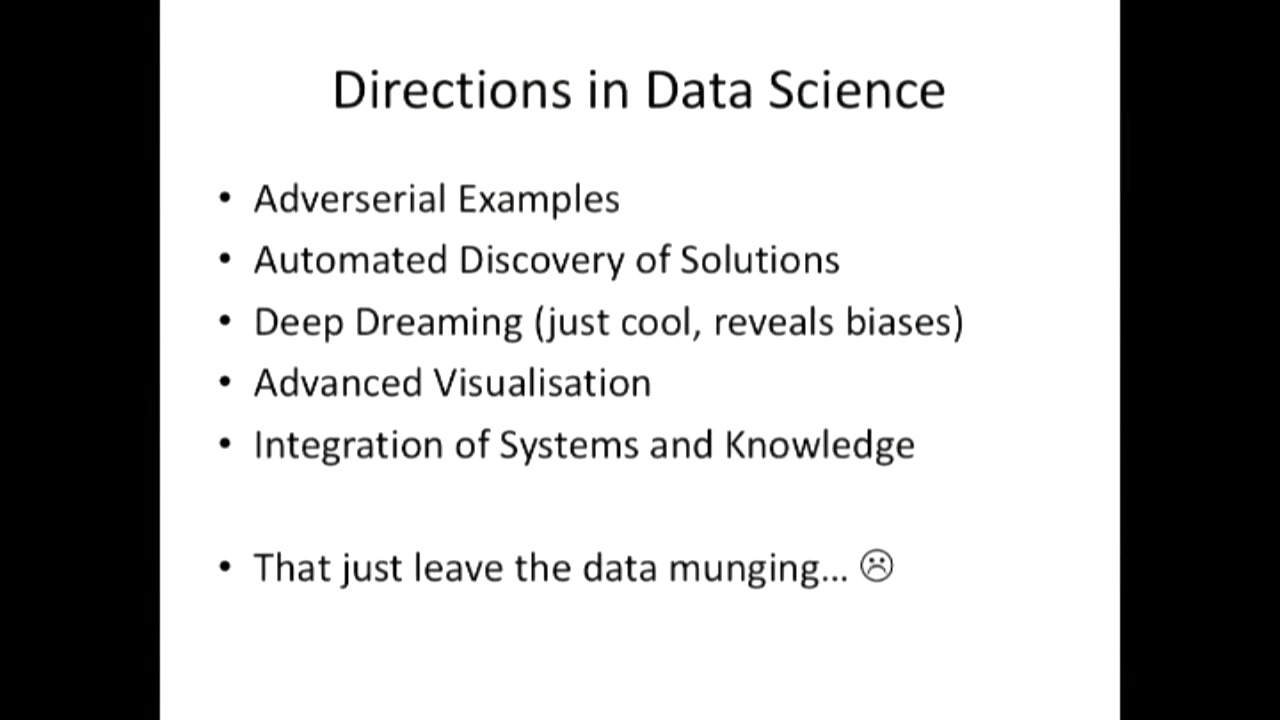 Directions in Data Science
• Adverserial Examples
• Automated Discovery of Solutions
• Deep Dreaming (just cool, reveals biases)
• Advanced Visualisation
• Integration of Systems and Knowledge
• That just leave the data munging... ☹